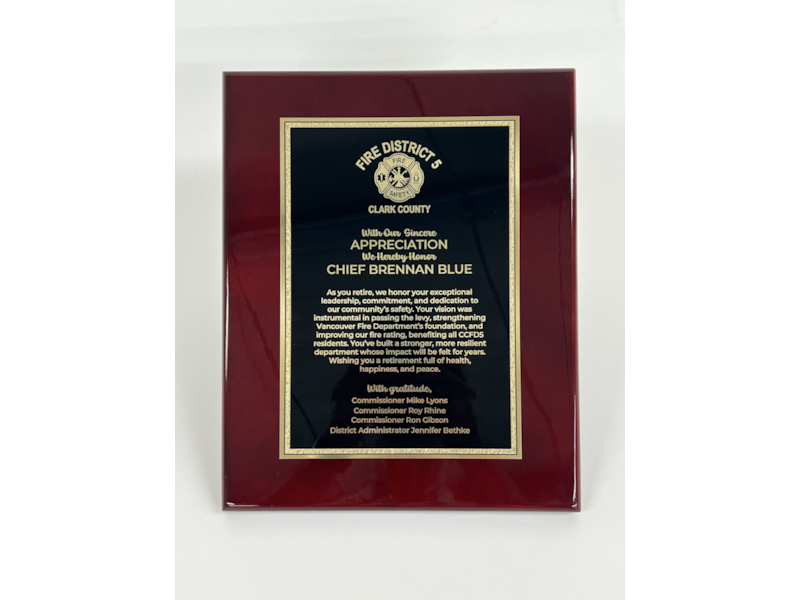 FIRE DISTRICT 5
FIRE
SAFETY
CLARK COUNTY
With Our Sincere
APPRECIATION
We Hereby Honor
CHIEF BRENNAN BLUE
As you retire, we honor your exceptional
leadership, commitment, and dedication to
our community's safety. Your vision was
instrumental in passing the levy, strengthening
Vancouver Fire Department's foundation, and
improving our fire rating, benefiting all CCFD5
residents. You've built a stronger, more resilient
department whose impact will be felt for years.
Wishing you a retirement full of health,
happiness, and peace.
With gratitude,
Commissioner Mike Lyons
Commissioner Roy Rhine
Commissioner Ron Gibson
District Administrator Jennifer Bethke